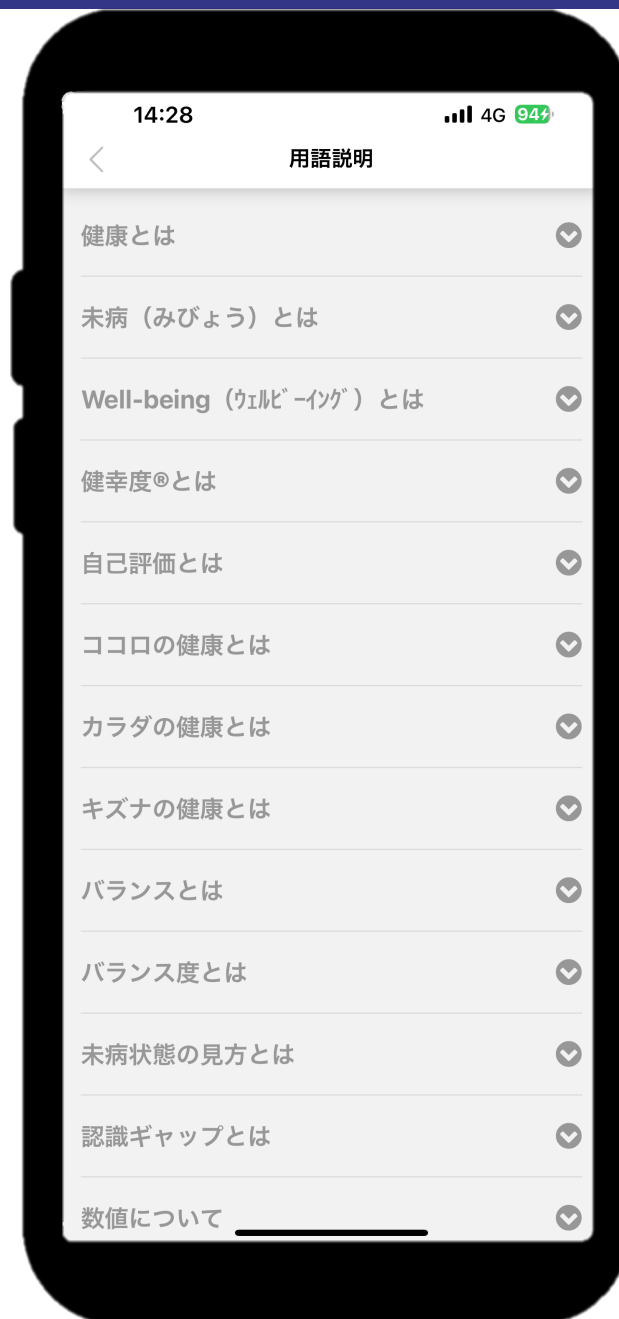 14:28 4G 94
用語説明
健康とは
未病（みびょう）とは
Well-being（ｳｪﾙﾋﾞｰｲﾝｸﾞ）とは
健幸度®とは
自己評価とは
ココロの健康とは
カラダの健康とは
キズナの健康とは
バランスとは
バランス度とは
未病状態の見方とは
認識ギャップとは
数値について